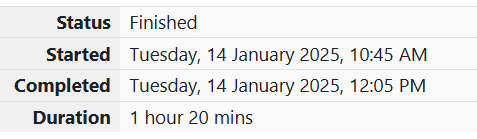 Status Finished
Started Tuesday, 14 January 2025, 10:45 AM
Completed Tuesday, 14 January 2025, 12:05 PM
Duration 1 hour 20 mins